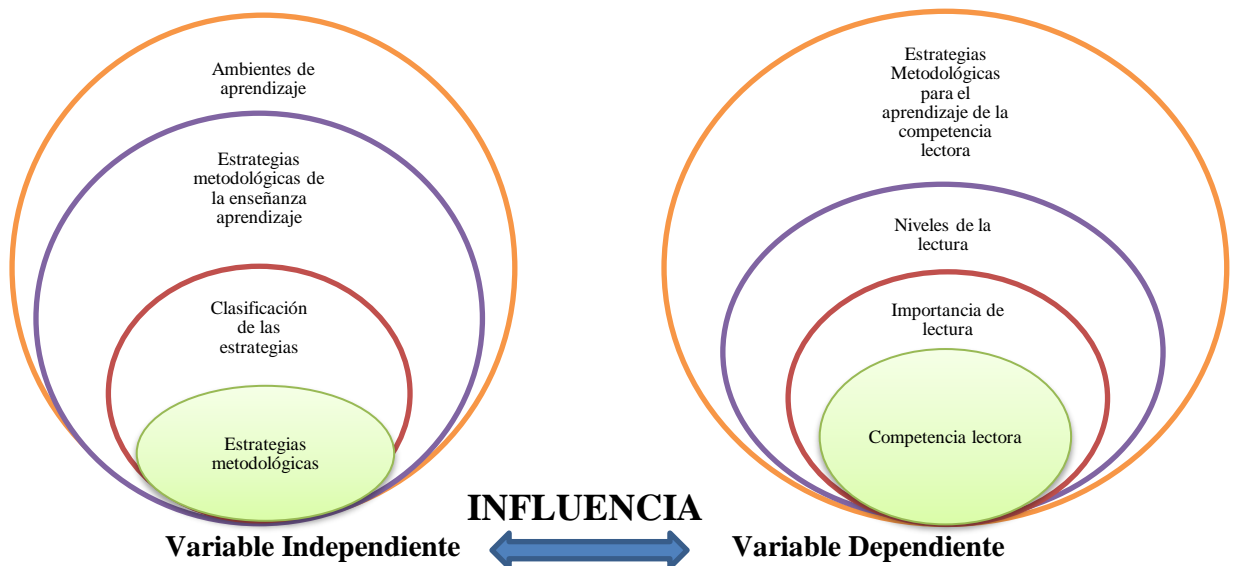 Ambientes de
aprendizaje
Estrategias
metodológicas de
la enseñanza
aprendizaje
Clasificación
de las
estrategias
Estrategias
metodológicas
Estrategias
Metodológicas
para el
aprendizaje de la
competencia
lectora
Niveles de la
lectura
Importancia de
lectura
Competencia lectora
INFLUENCIA
Variable Independiente
Variable Dependiente